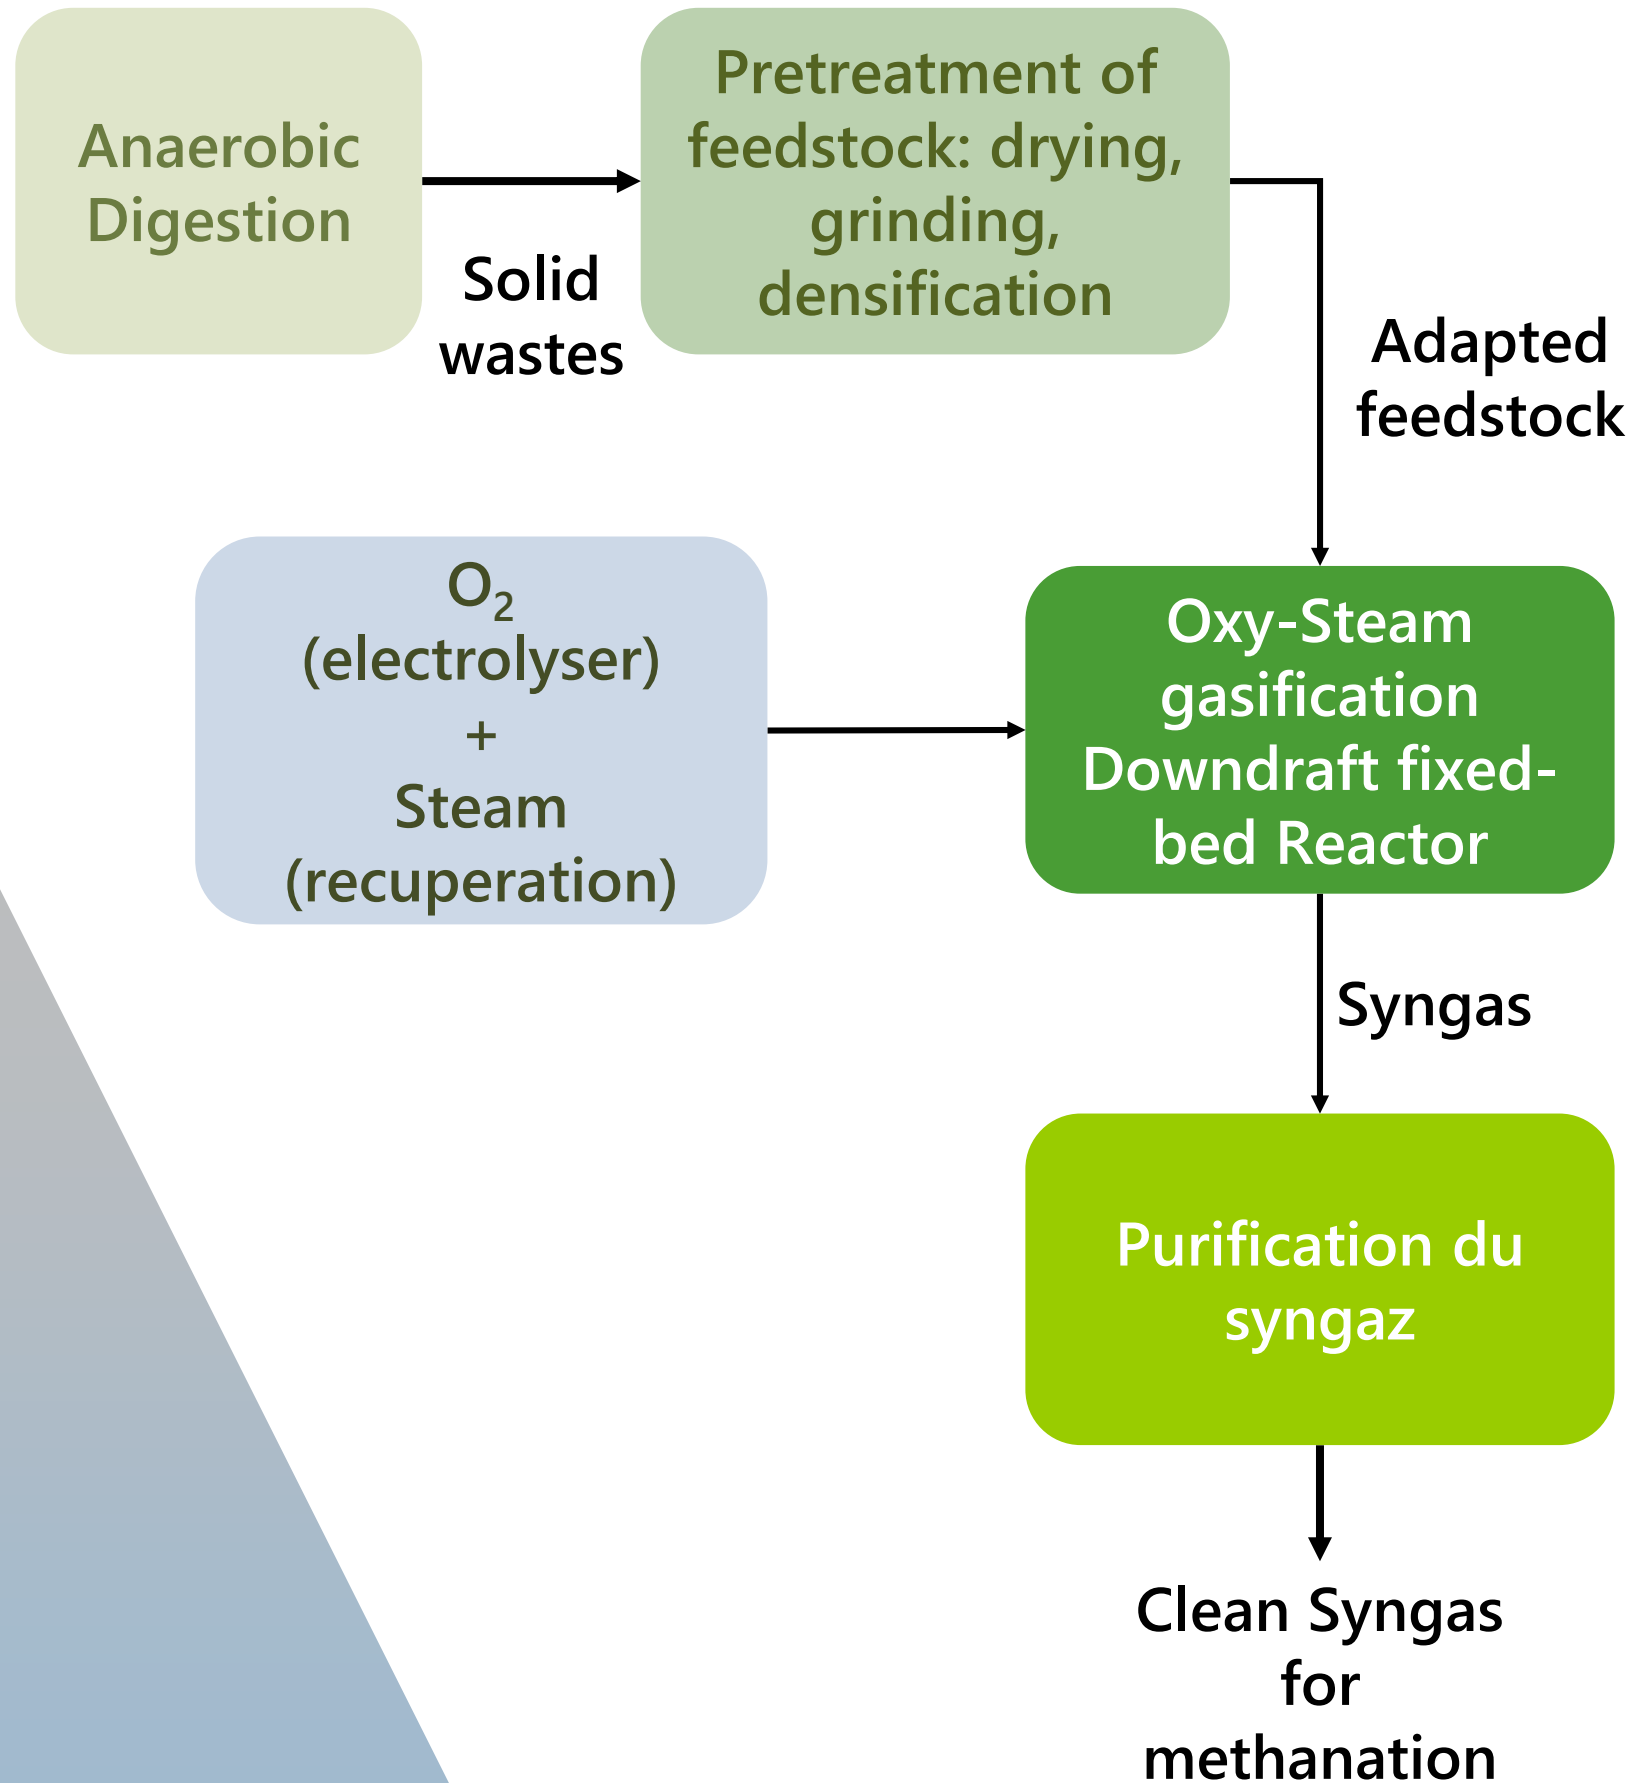 Anaerobic
Digestion
Solid
wastes
Pretreatment of
feedstock: drying,
grinding,
densification
Adapted
feedstock
O₂
(electrolyser)
+
Steam
(recuperation)
Oxy-Steam
gasification
Downdraft fixed-
bed Reactor
Syngas
Purification du
syngaz
Clean Syngas
for
methanation